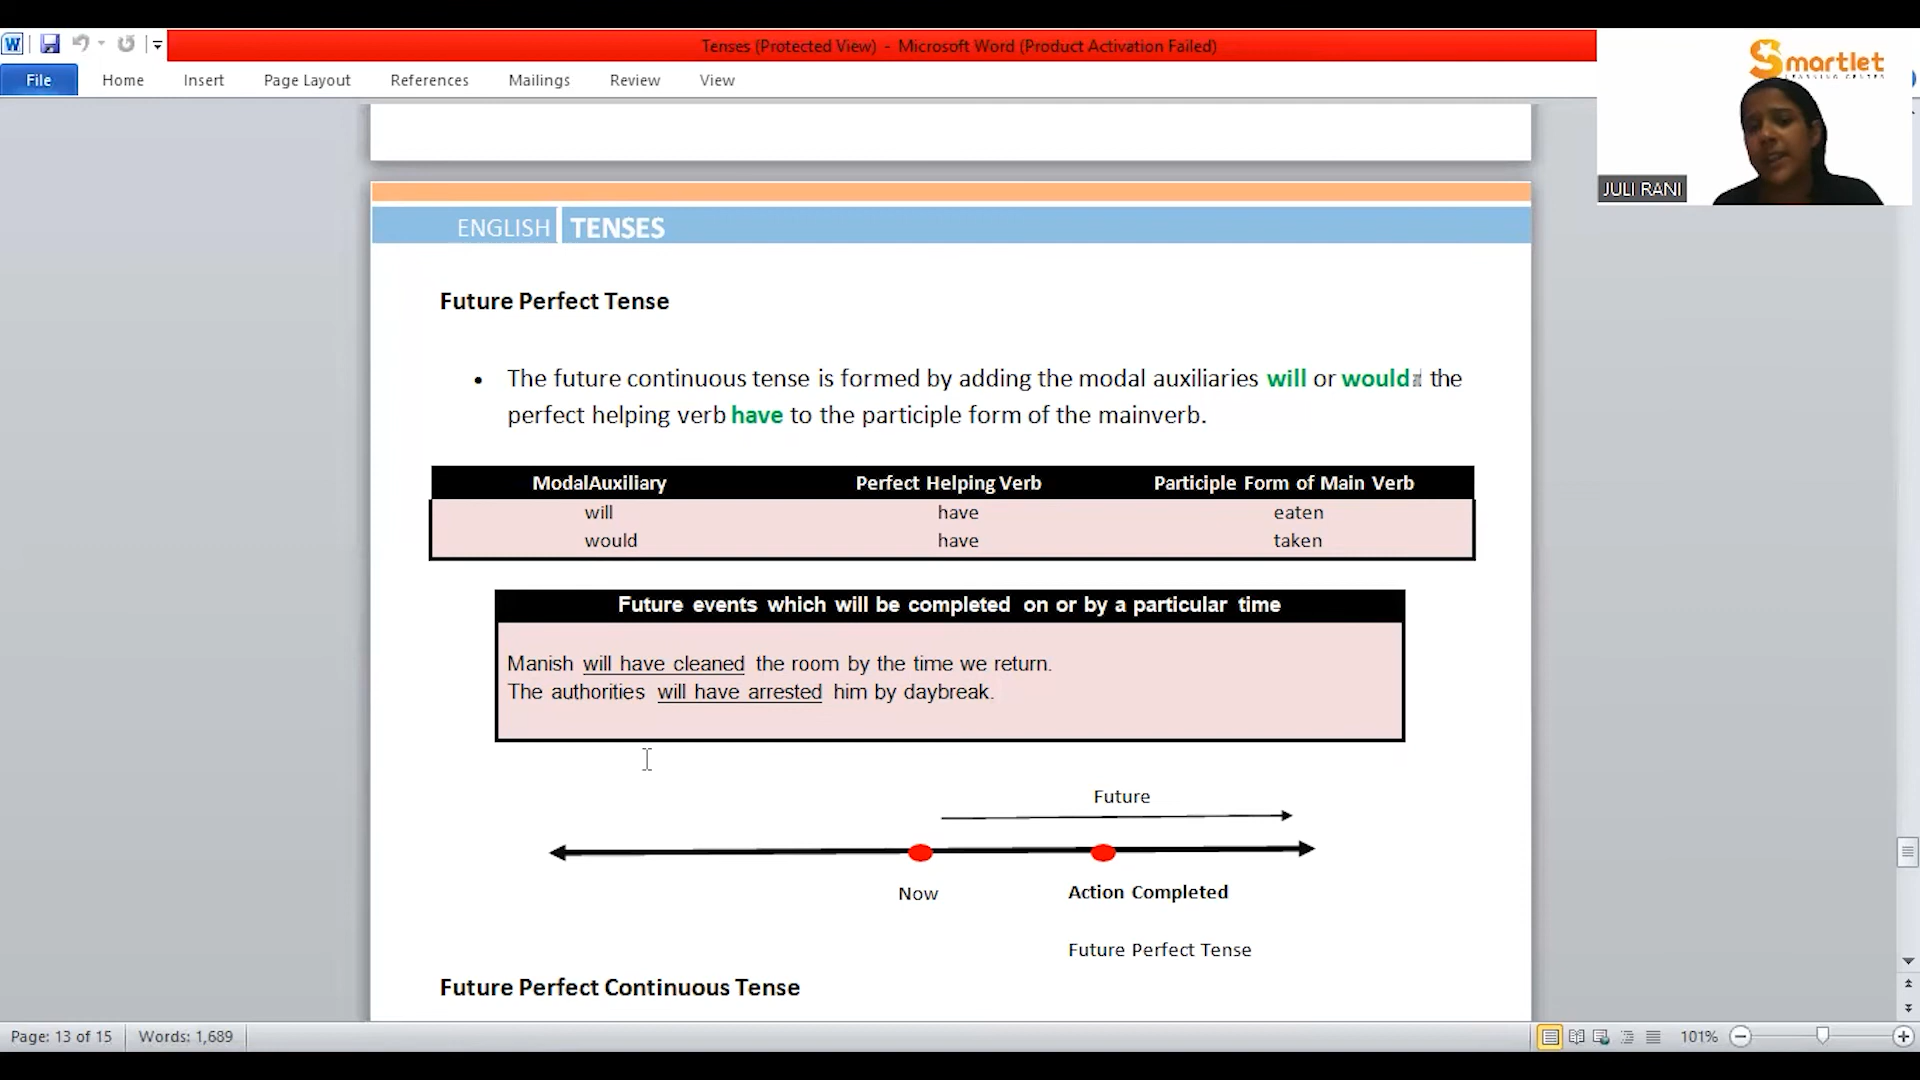 Tenses (Protected View) - Microsoft Word (Product Activation Failed)
File Home Insert Page Layout References Mailings Review View
Smartlet
JULI RANI
ENGLISH TENSES
Future Perfect Tense
• The future continuous tense is formed by adding the modal auxiliaries will or would the
perfect helping verb have to the participle form of the mainverb.
ModalAuxiliary Perfect Helping Verb Participle Form of Main Verb
will have eaten
would have taken
Future events which will be completed on or by a particular time
Manish will have cleaned the room by the time we return.
The authorities will have arrested him by daybreak.
Future
Now Action Completed
Future Perfect Tense
Future Perfect Continuous Tense
Page: 13 of 15 Words: 1,689 101%